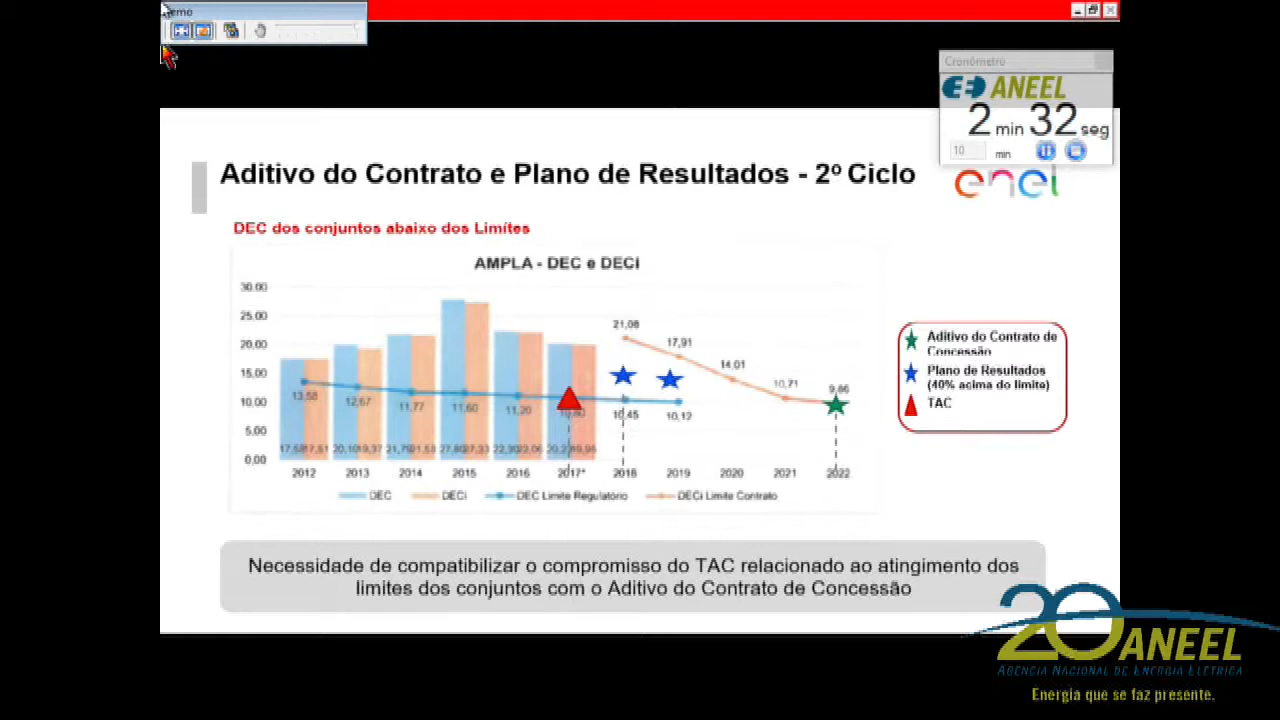 emo
Cronômetro
ANEEL
2 min 32 seg
10 min
Aditivo do Contrato e Plano de Resultados - 2º Ciclo
enel
DEC dos conjuntos abaixo dos Limites
AMPLA - DEC e DECi
30,00
25,00
20,00
15,00
10,00
5,00
0,00
21,08
17,91
14,01
10,71
9,86
13,58
12,67
11,77
11,60
11,20
10,45
10,12
2012 2013 2014 2015 2016 2017* 2018 2019 2020 2021 2022
DEC DECi DEC Limite Regulatório DECi Limite Contrato
Aditivo do Contrato de
Concessão
Plano de Resultados
(40% acima do limite)
TAC
Necessidade de compatibilizar o compromisso do TAC relacionado ao atingimento dos
limites dos conjuntos com o Aditivo do Contrato de Concessão
20 ANEEL
AGÊNCIA NACIONAL DE ENERGIA ELÉTRICA
Energia que se faz presente.